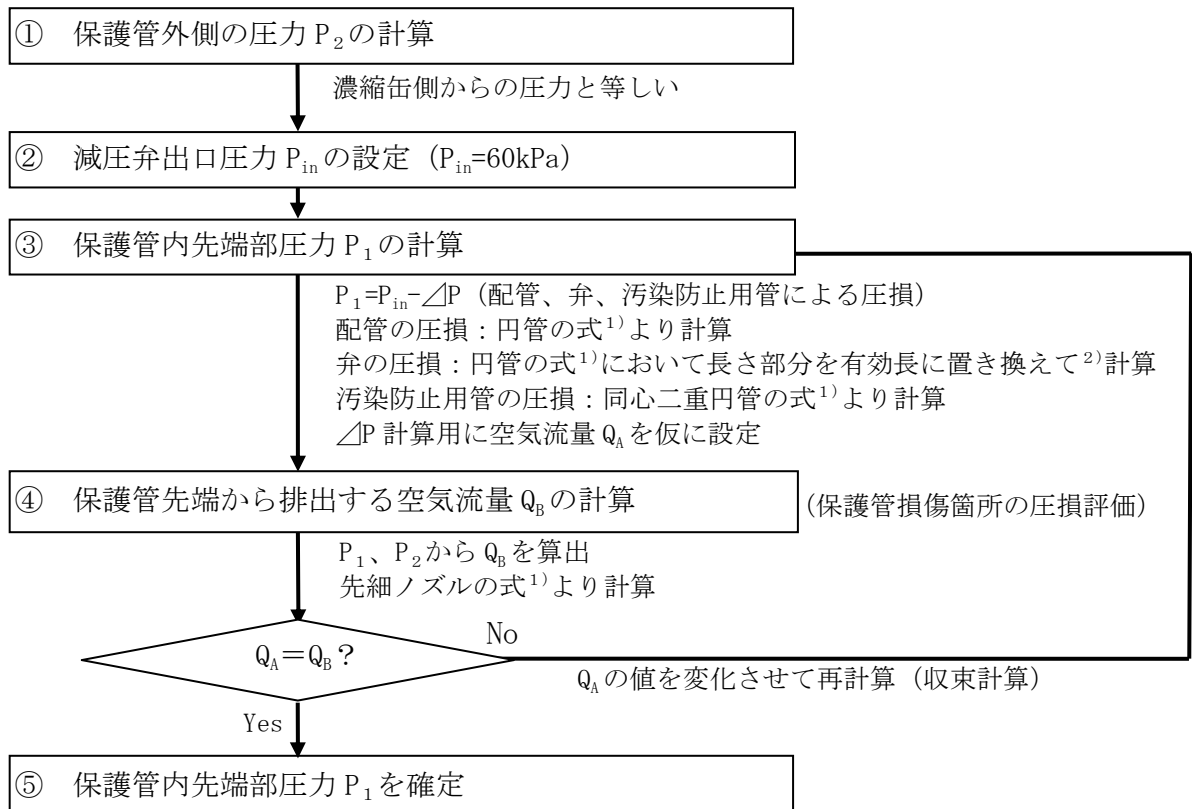 ① 保護管外側の圧力P₂の計算
濃縮缶側からの圧力と等しい
② 減圧弁出口圧力Pᵢₙの設定（Pᵢₙ=60kPa）
③ 保護管内先端部圧力P₁の計算
P₁=Pᵢₙ-⊿P（配管、弁、汚染防止用管による圧損）
配管の圧損：円管の式¹⁾より計算
弁の圧損：円管の式¹⁾において長さ部分を有効長に置き換えて²⁾計算
汚染防止用管の圧損：同心二重円管の式¹⁾より計算
⊿P計算用に空気流量Q_Aを仮に設定
④ 保護管先端から排出する空気流量Q_Bの計算
(保護管損傷箇所の圧損評価)
P₁、P₂からQ_Bを算出
先細ノズルの式¹⁾より計算
Q_A＝Q_B？
No
Q_Aの値を変化させて再計算（収束計算）
Yes
⑤ 保護管内先端部圧力P₁を確定